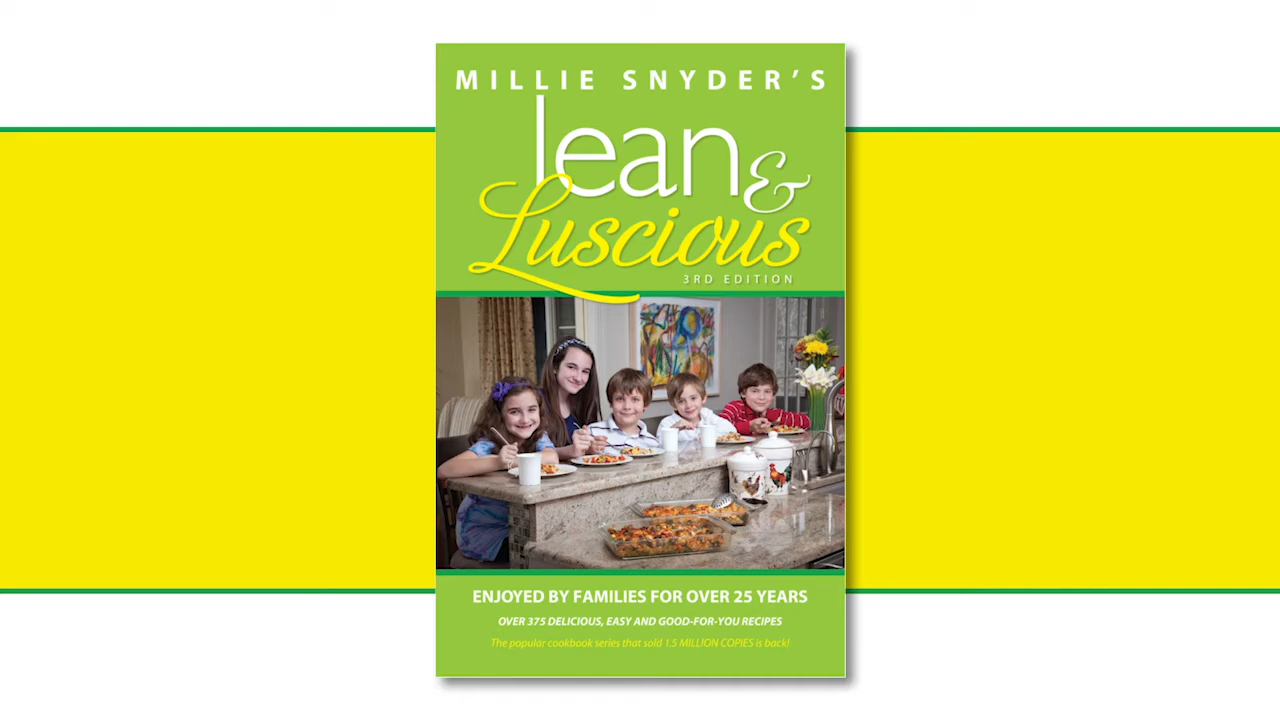 MILLIE SNYDER'S
lean &
Luscious
3RD EDITION
ENJOYED BY FAMILIES FOR OVER 25 YEARS
OVER 375 DELICIOUS, EASY AND GOOD-FOR-YOU RECIPES
The popular cookbook series that sold 1.5 MILLION COPIES is back!